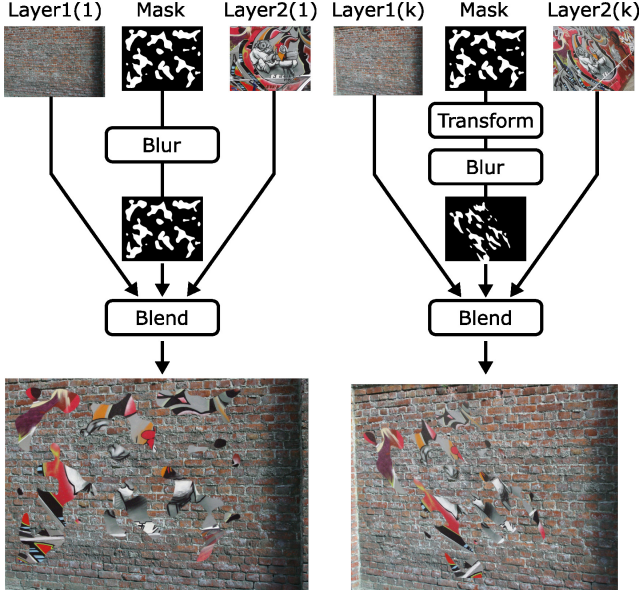 Layer1(1) Mask Layer2(1) Layer1(k) Mask Layer2(k)
Transform
Blur
Blur
Blend Blend